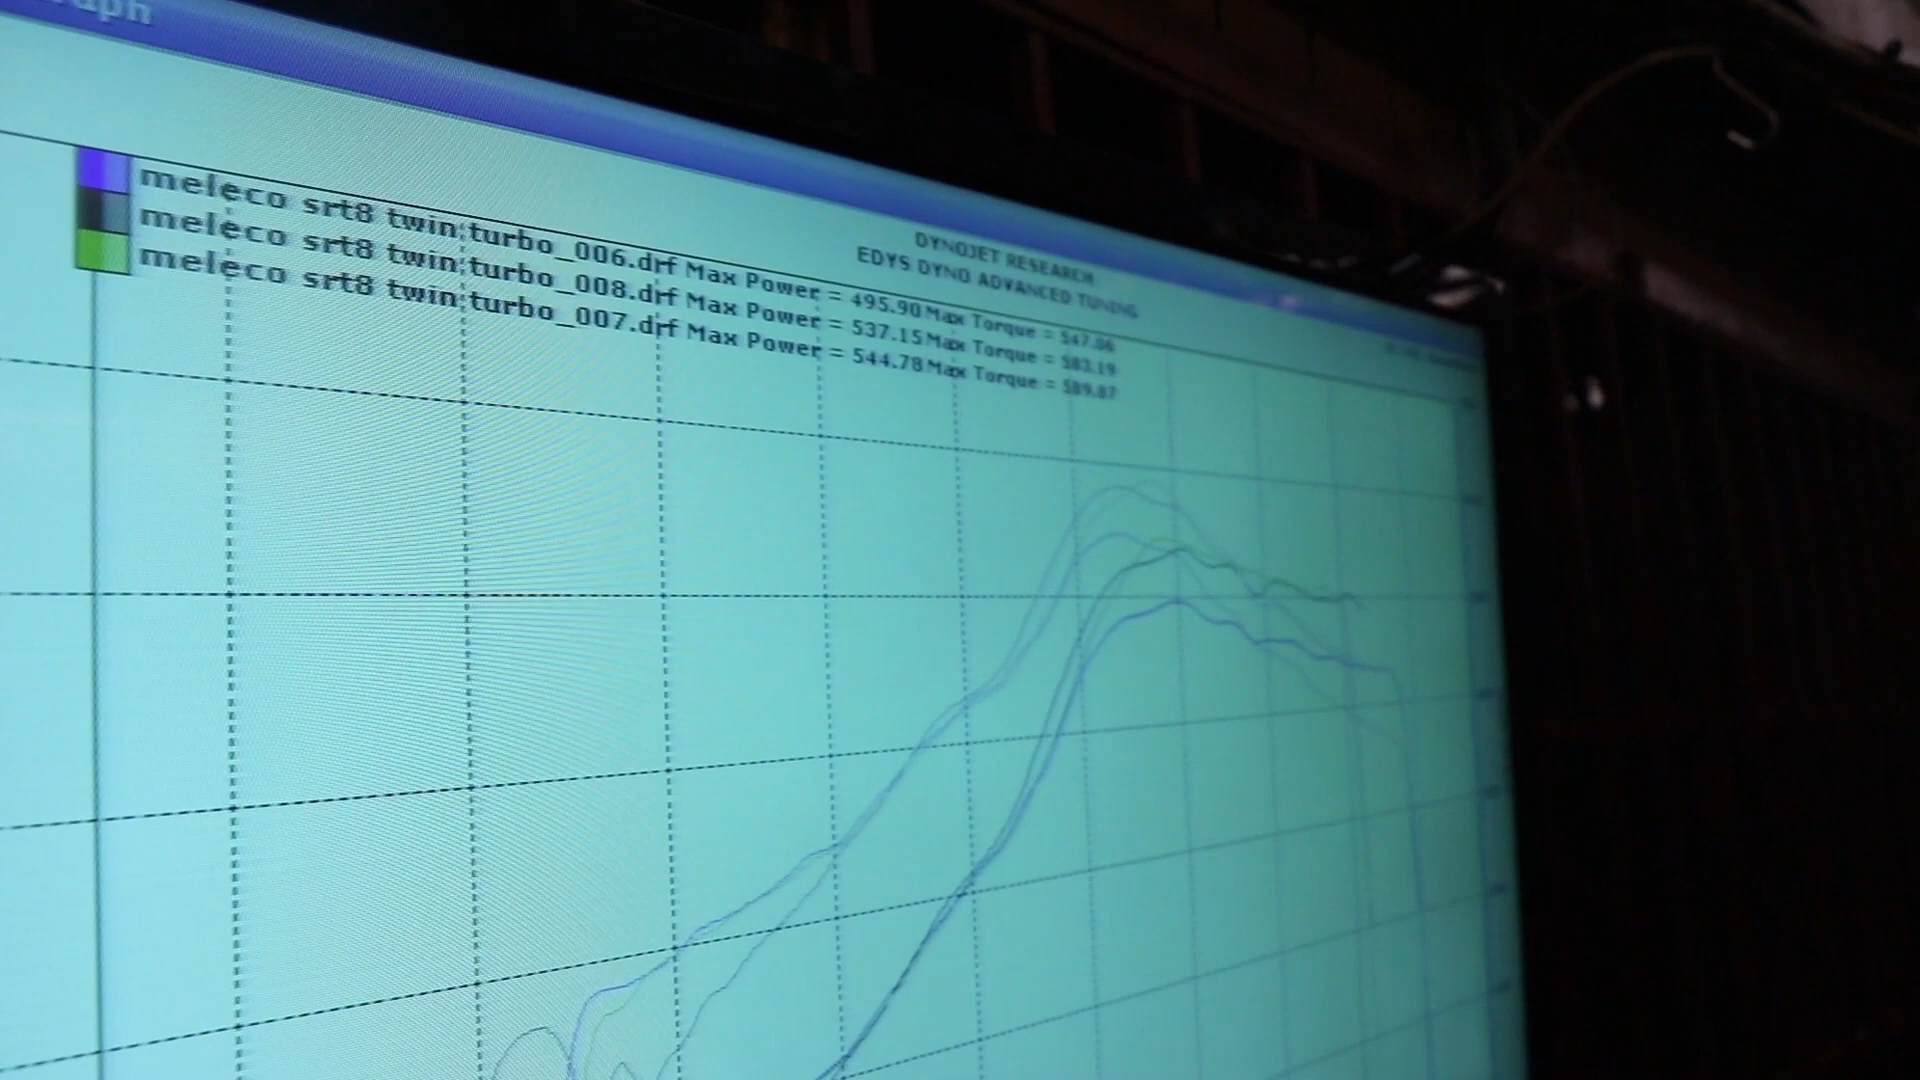 meleco srt8 twin turbo_006.drf Max Power = 495.90 Max Torque = 547.06
meleco srt8 twin turbo_008.drf Max Power = 537.15 Max Torque = 583.19
meleco srt8 twin turbo_007.drf Max Power = 544.78 Max Torque = 589.87
DYNOJET RESEARCH
EDYS DYNO ADVANCED TUNING